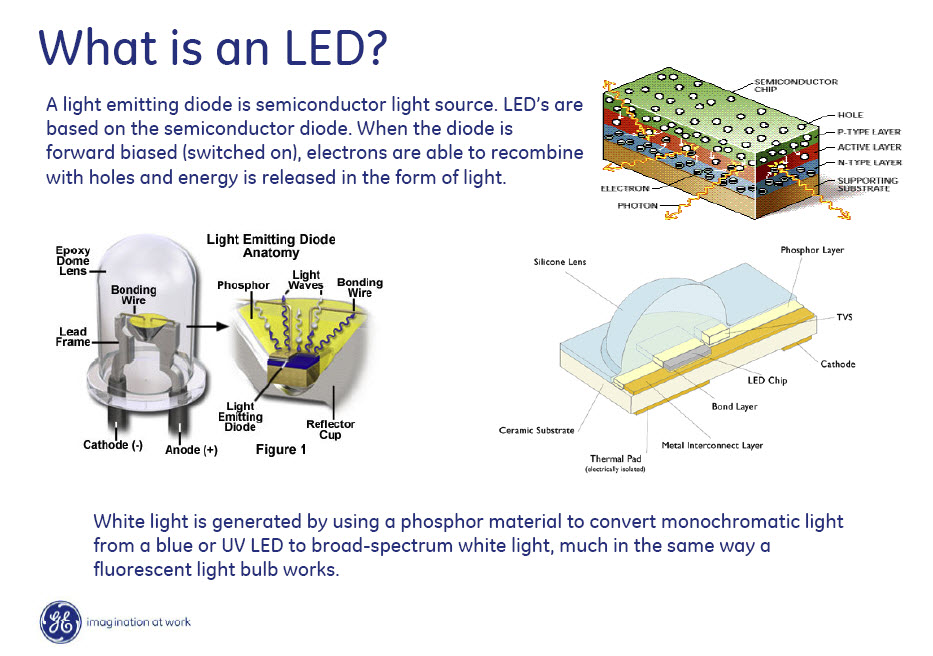 What is an LED?
A light emitting diode is semiconductor light source. LED's are
based on the semiconductor diode. When the diode is
forward biased (switched on), electrons are able to recombine
with holes and energy is released in the form of light.
SEMICONDUCTOR
CHIP
HOLE
P-TYPE LAYER
ACTIVE LAYER
N-TYPE LAYER
SUPPORTING
SUBSTRATE
ELECTRON
PHOTON
Light Emitting Diode
Anatomy
Epoxy
Dome
Lens
Bonding
Wire
Lead
Frame
Cathode (-)
Anode (+)
Phosphor
Light
Waves
Bonding
Wire
Light
Emitting
Diode
Reflector
Cup
Figure 1
Silicone Lens
Phosphor Layer
TVS
Cathode
LED Chip
Bond Layer
Metal Interconnect Layer
Ceramic Substrate
Thermal Pad
(electrically isolated)
White light is generated by using a phosphor material to convert monochromatic light
from a blue or UV LED to broad-spectrum white light, much in the same way a
fluorescent light bulb works.
GE
imagination at work